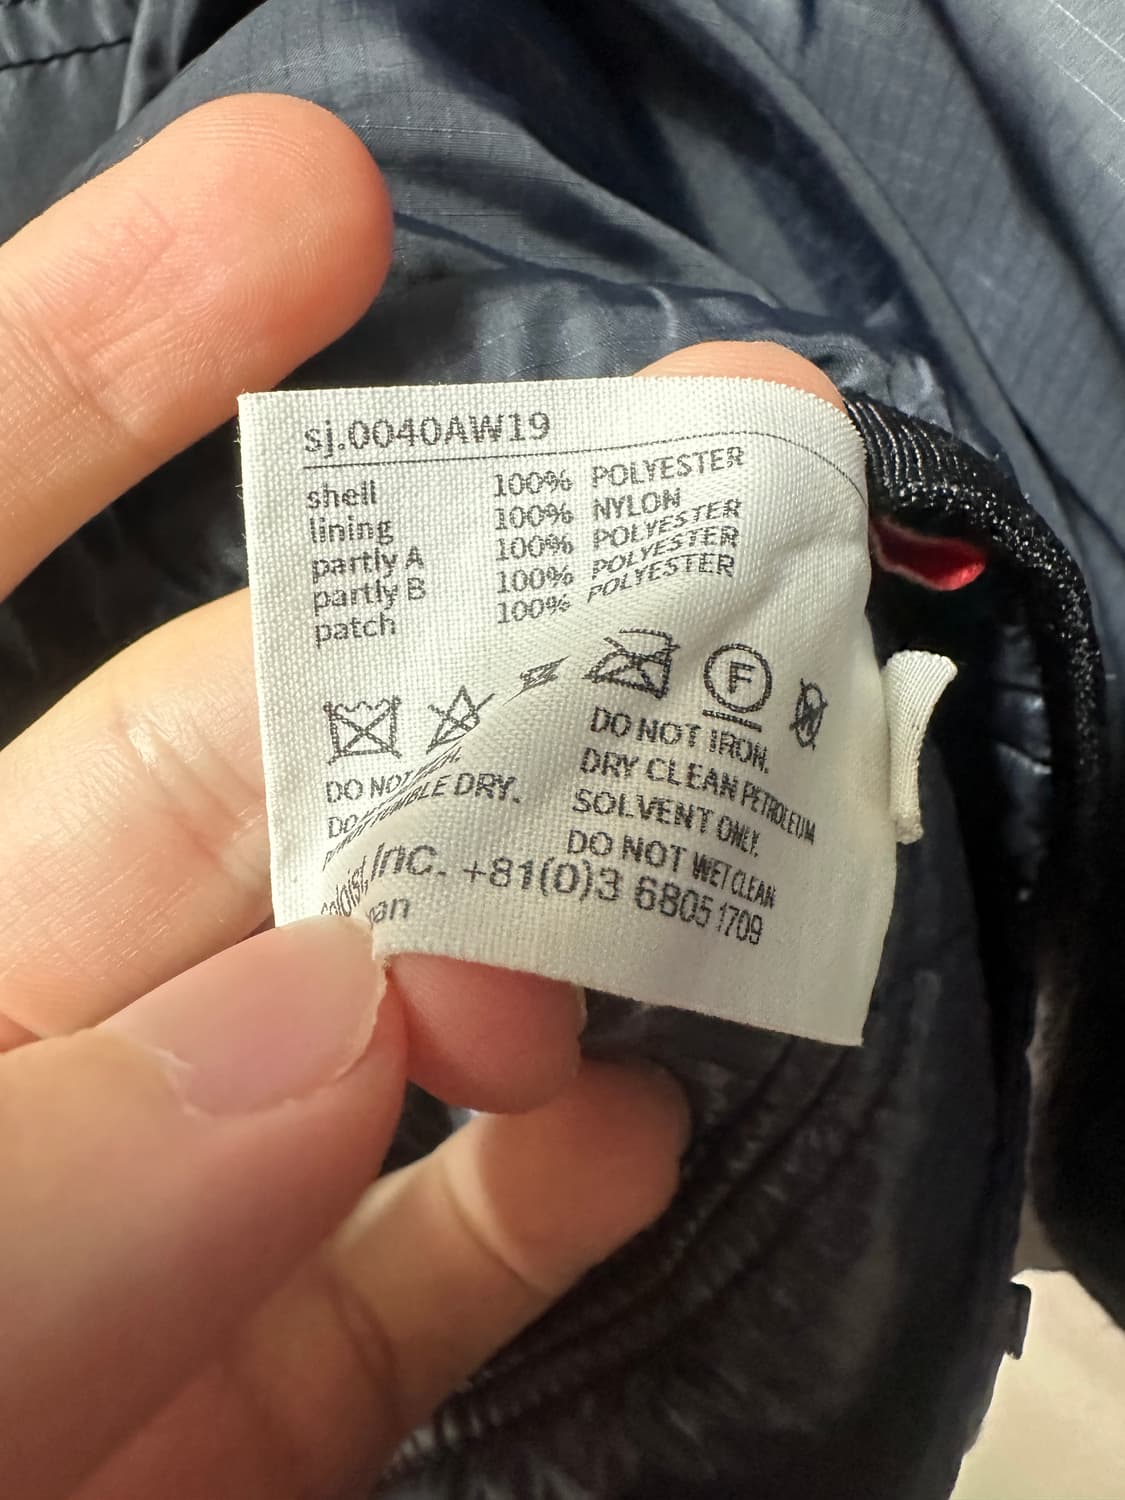 sj.0040AW19
shell 100% POLYESTER
lining 100% NYLON
partly A 100% POLYESTER
partly B 100% POLYESTER
patch 100% POLYESTER
F
DO NOT
DO NOT TUMBLE DRY.
DO NOT IRON.
DRY CLEAN PETROLEUM
SOLVENT ONLY.
DO NOT WET CLEAN
Inc. +81(0)3 6805 1709